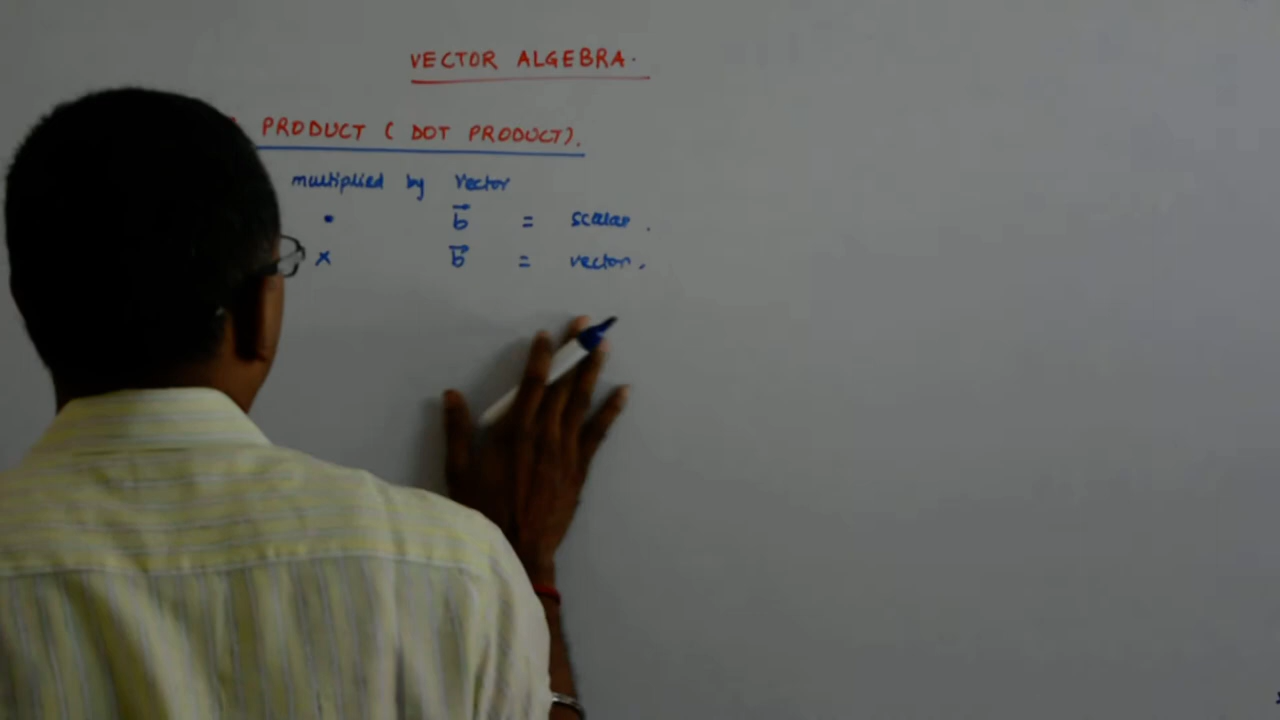 VECTOR ALGEBRA.
PRODUCT ( DOT PRODUCT).
multiplied by vector
• b⃗ = scalar .
× b⃗ = vector.